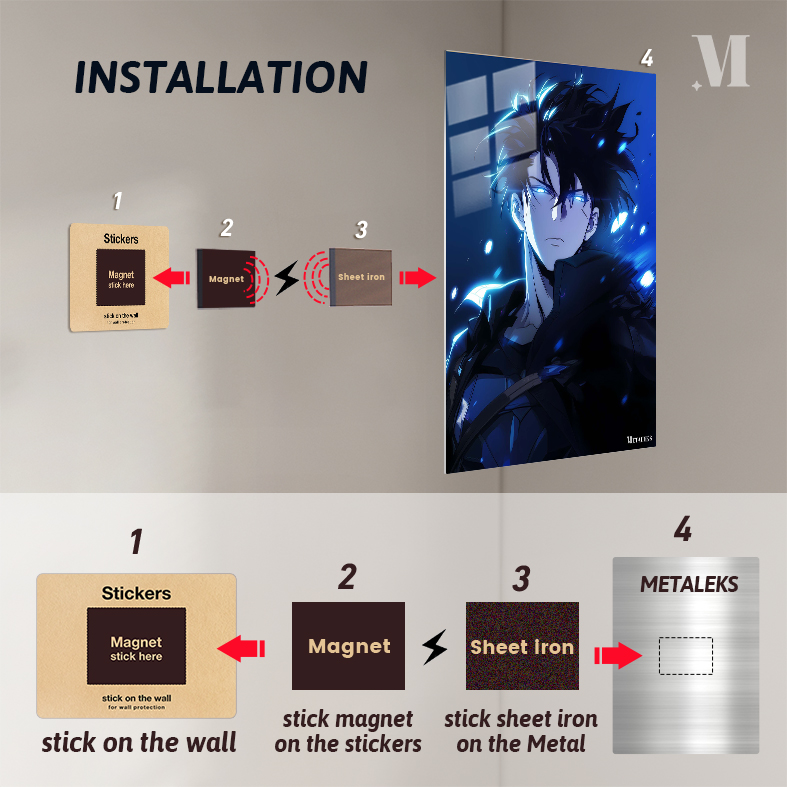 INSTALLATION
M
4
1
2
3
Stickers
Magnet
stick here
stick on the wall
for wall protection
Magnet
Sheet iron
METALEKS
1
2
3
4
Stickers
Magnet
stick here
stick on the wall
for wall protection
Magnet
Sheet iron
METALEKS
stick on the wall
stick magnet
on the stickers
stick sheet iron
on the Metal